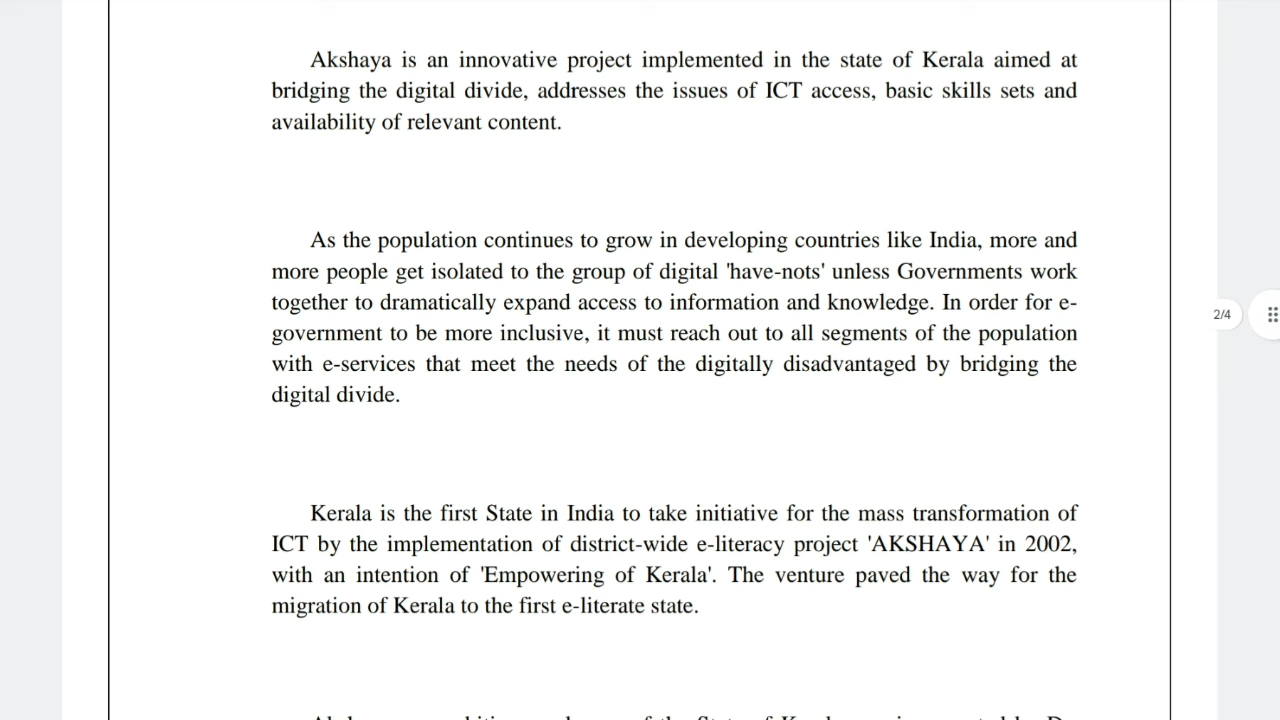 Akshaya is an innovative project implemented in the state of Kerala aimed at
bridging the digital divide, addresses the issues of ICT access, basic skills sets and
availability of relevant content.
As the population continues to grow in developing countries like India, more and
more people get isolated to the group of digital 'have-nots' unless Governments work
together to dramatically expand access to information and knowledge. In order for e-
government to be more inclusive, it must reach out to all segments of the population
with e-services that meet the needs of the digitally disadvantaged by bridging the
digital divide.
2/4
Kerala is the first State in India to take initiative for the mass transformation of
ICT by the implementation of district-wide e-literacy project 'AKSHAYA' in 2002,
with an intention of 'Empowering of Kerala'. The venture paved the way for the
migration of Kerala to the first e-literate state.